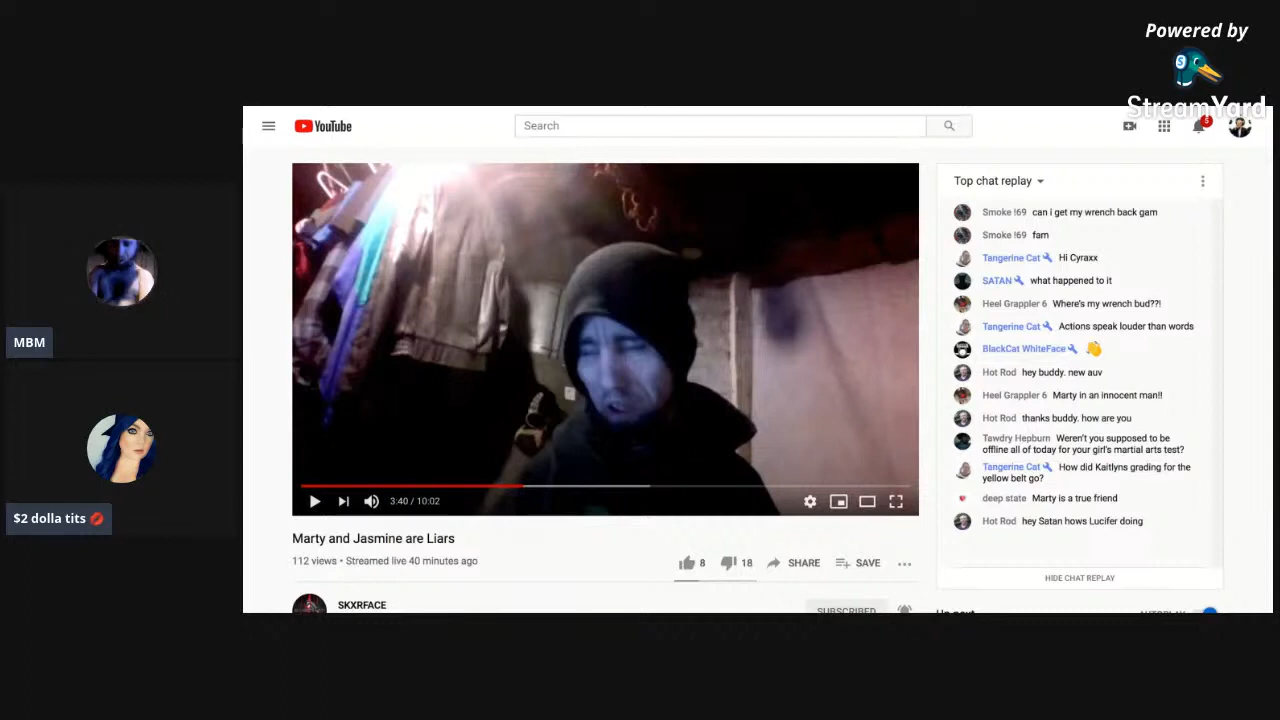 Powered by
StreamYard
YouTube
Search
5
Top chat replay
Smoke !69 can i get my wrench back gam
Smoke !69 fam
Tangerine Cat Hi Cyraxx
SATAN what happened to it
Heel Grappler 6 Where's my wrench bud??!
Tangerine Cat Actions speak louder than words
BlackCat WhiteFace 👋
Hot Rod hey buddy. new auv
Heel Grappler 6 Marty in an innocent man!!
Hot Rod thanks buddy. how are you
Tawdry Hepburn Weren't you supposed to be
offline all of today for your girl's martial arts test?
Tangerine Cat How did Kaitlyns grading for the
yellow belt go?
deep state Marty is a true friend
Hot Rod hey Satan hows Lucifer doing
HIDE CHAT REPLAY
MBM
$2 dolla tits 💋
3:40 / 10:02
Marty and Jasmine are Liars
112 views • Streamed live 40 minutes ago
8
18
SHARE
SAVE
SKXRFACE
SUBSCRIBED
Up next
AUTOPLAY